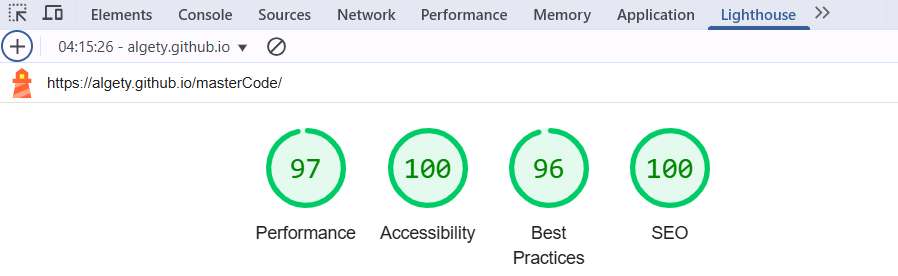 Elements Console Sources Network Performance Memory Application Lighthouse
04:15:26 - algety.github.io
https://algety.github.io/masterCode/
97 100 96 100
Performance Accessibility Best Practices SEO